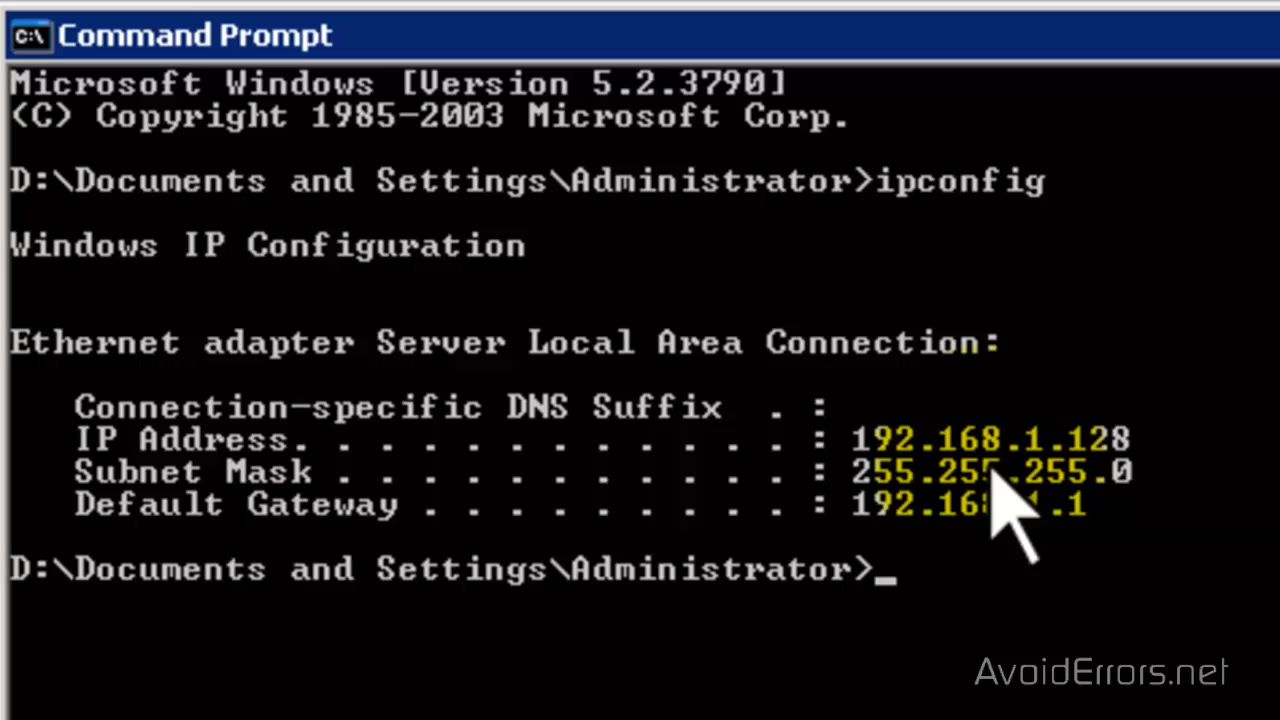 Command Prompt
Microsoft Windows [Version 5.2.3790]
(C) Copyright 1985-2003 Microsoft Corp.
D:\Documents and Settings\Administrator>ipconfig
Windows IP Configuration
Ethernet adapter Server Local Area Connection:
Connection-specific DNS Suffix  . :
IP Address. . . . . . . . . . . . : 192.168.1.128
Subnet Mask . . . . . . . . . . . : 255.255.255.0
Default Gateway . . . . . . . . . : 192.168.1.1
D:\Documents and Settings\Administrator>_
AvoidErrors.net